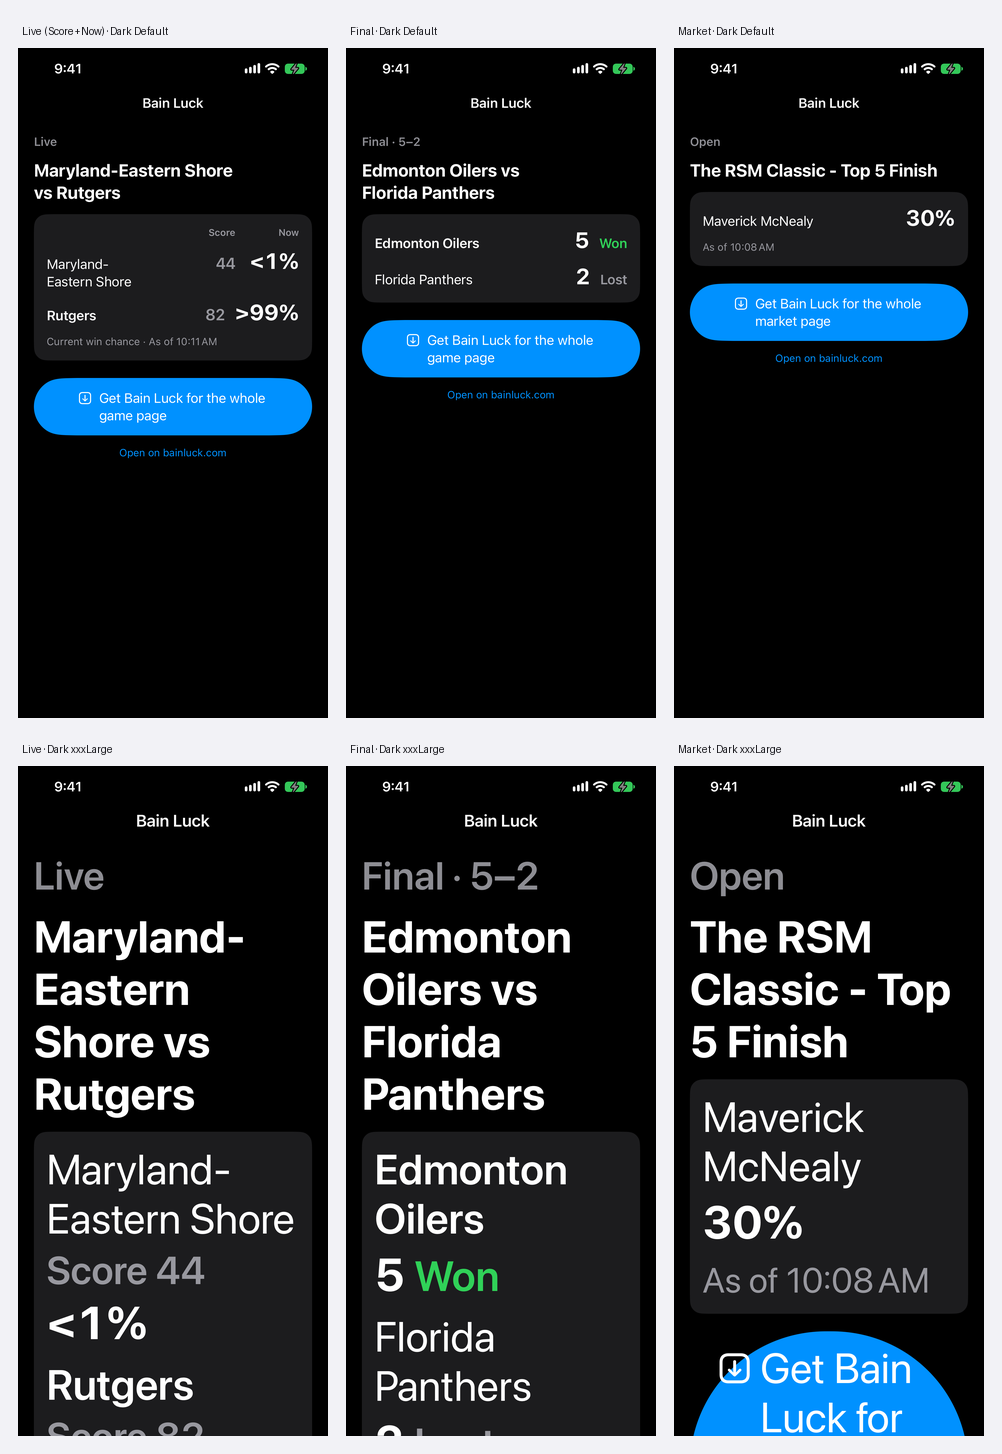 Live (Score+Now) · Dark Default
9:41
Bain Luck
Live
Maryland-Eastern Shore
vs Rutgers
Score Now
Maryland-
Eastern Shore
44 <1%
Rutgers 82 >99%
Current win chance · As of 10:11 AM
Get Bain Luck for the whole
game page
Open on bainluck.com
Final · Dark Default
9:41
Bain Luck
Final · 5–2
Edmonton Oilers vs
Florida Panthers
Edmonton Oilers 5 Won
Florida Panthers 2 Lost
Get Bain Luck for the whole
game page
Open on bainluck.com
Market · Dark Default
9:41
Bain Luck
Open
The RSM Classic - Top 5 Finish
Maverick McNealy 30%
As of 10:08 AM
Get Bain Luck for the whole
market page
Open on bainluck.com
Live · Dark xxxLarge
9:41
Bain Luck
Live
Maryland-
Eastern
Shore vs
Rutgers
Maryland-
Eastern Shore
Score 44
<1%
Rutgers
Score 82
Final · Dark xxxLarge
9:41
Bain Luck
Final · 5–2
Edmonton
Oilers vs
Florida
Panthers
Edmonton
Oilers
5 Won
Florida
Panthers
2 Lost
Market · Dark xxxLarge
9:41
Bain Luck
Open
The RSM
Classic - Top
5 Finish
Maverick
McNealy
30%
As of 10:08 AM
Get Bain
Luck for